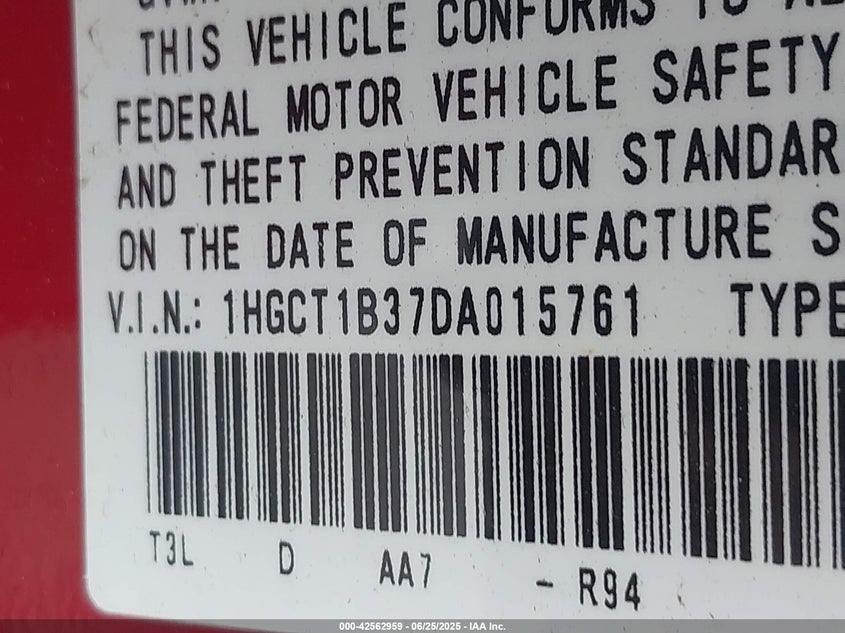 THIS VEHICLE CONFORMS TO
FEDERAL MOTOR VEHICLE SAFETY
AND THEFT PREVENTION STANDAR
ON THE DATE OF MANUFACTURE S
V.I.N.: 1HGCT1B37DA015761 TYPE
T3L D AA7 - R94
000-42562959 - 06/25/2025 - IAA Inc.